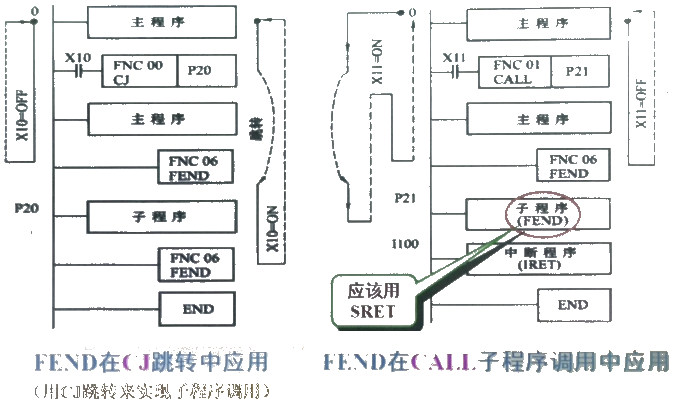 0
主程序
X10
FNC 00
CJ
P20
X10=OFF
主程序
跳转
FNC 06
FEND
P20
子程序
X10=ON
FNC 06
FEND
END
FEND在CJ跳转中应用
(用CJ跳转来实现子程序调用)
0
主程序
X11=ON
X11
FNC 01
CALL
P21
X11=OFF
主程序
FNC 06
FEND
P21
子程序
(FEND)
I100
中断程序
(IRET)
应该用
SRET
END
FEND在CALL子程序调用中应用